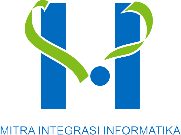 MITRA INTEGRASI INFORMATIKA